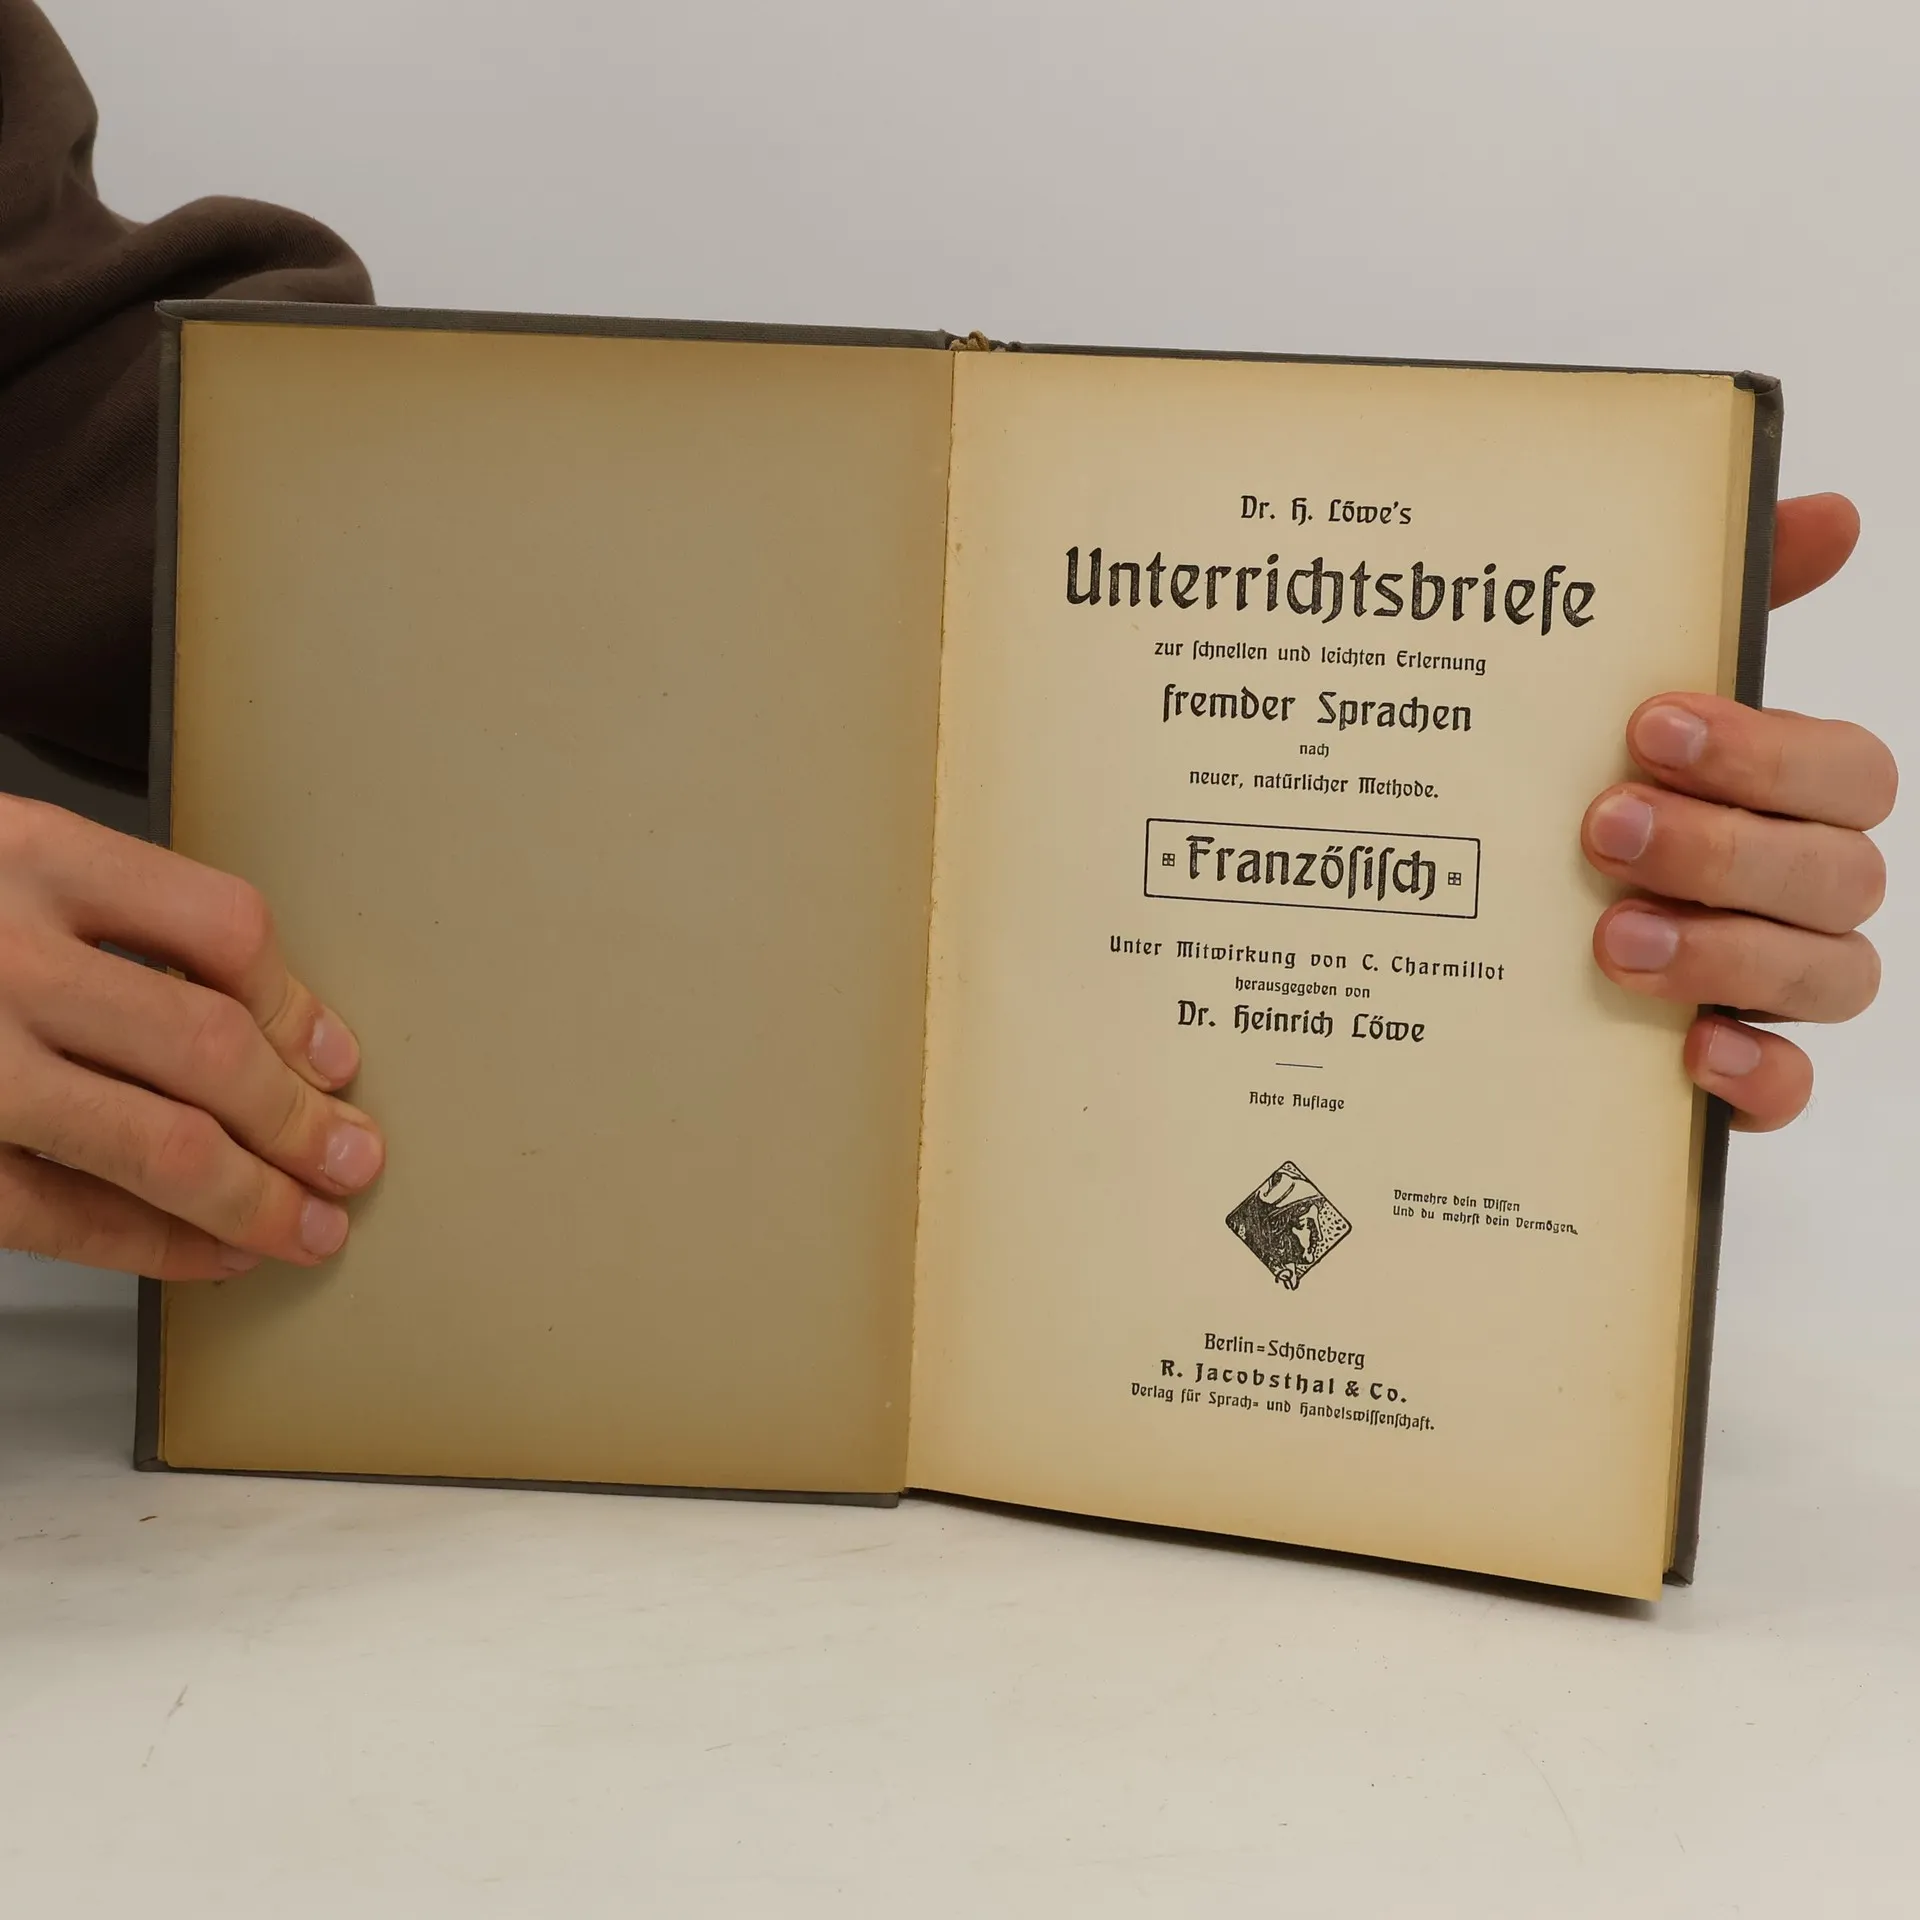 Dr. H. Löwe's
Unterrichtsbriefe
zur ſchnellen und leichten Erlernung
fremder Sprachen
nach
neuer, natürlicher Methode.
Franzöſiſch
Unter Mitwirkung von C. Charmillot
herausgegeben von
Dr. Heinrich Löwe
Achte Auflage
Vermehre dein Wiſſen
Und du mehrſt dein Vermögen.
Berlin=Schöneberg
R. Jacobsthal & Co.
Verlag für Sprach= und Handelswiſſenſchaft.